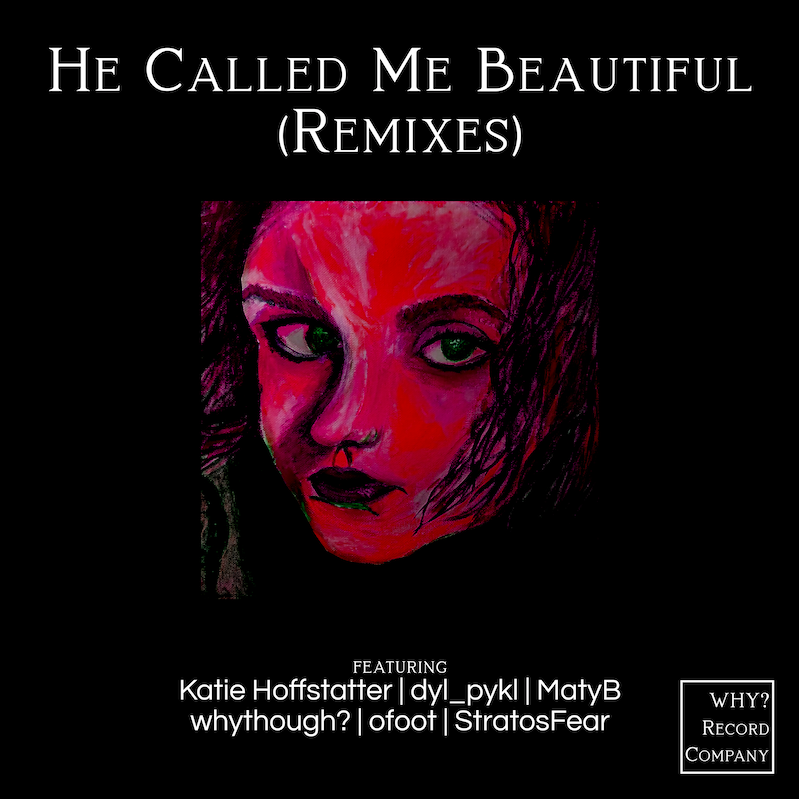 He Called Me Beautiful
(Remixes)
FEATURING
Katie Hoffstatter | dyl_pykl | MatyB
whythough? | ofoot | StratosFear
WHY?
Record
Company